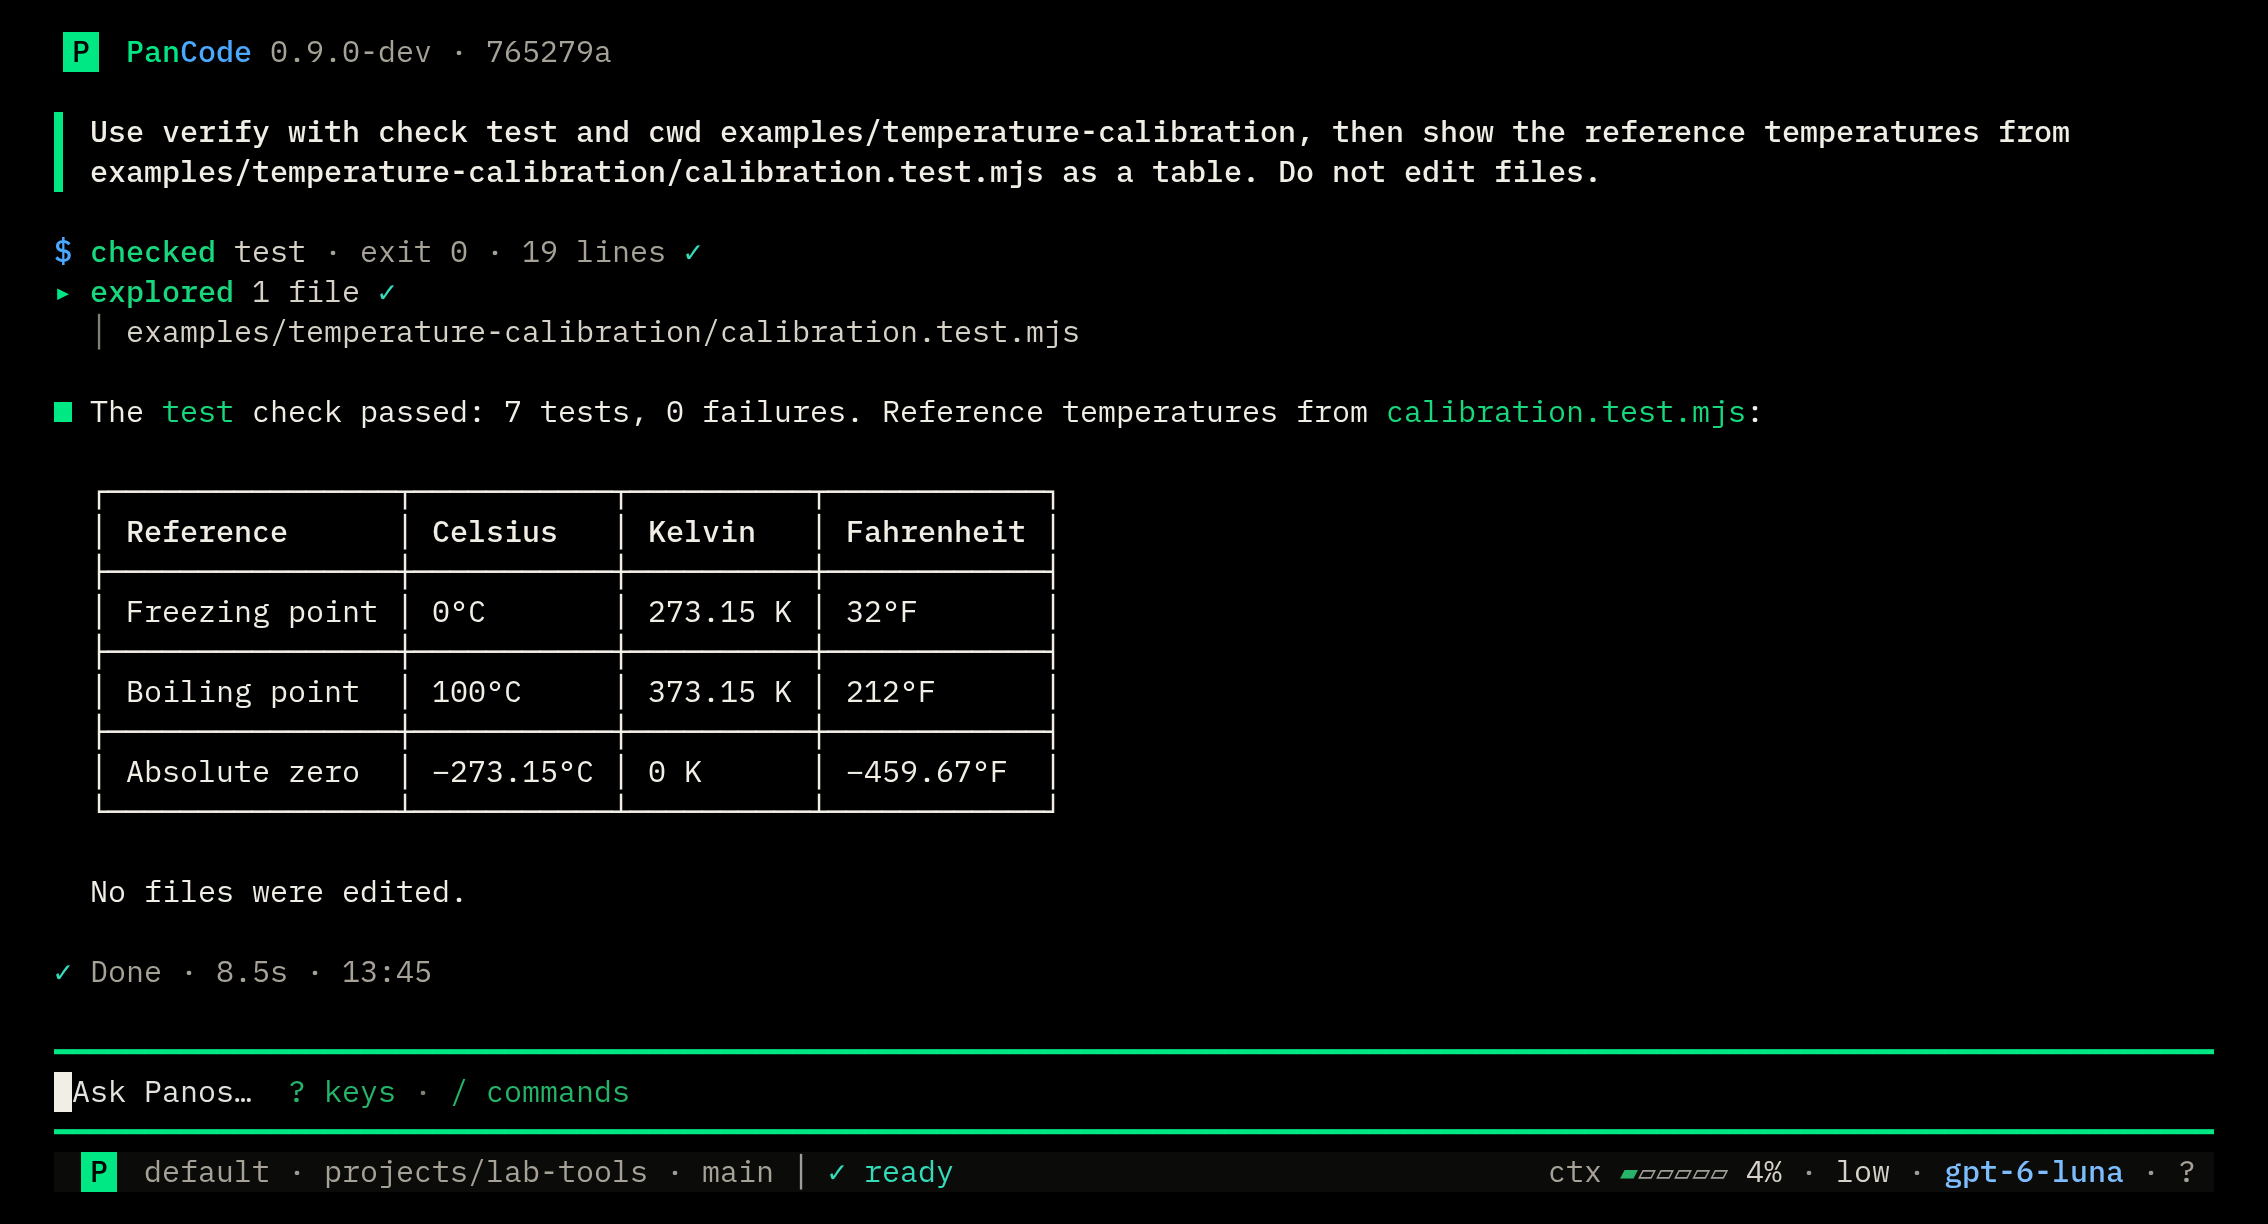 P PanCode 0.9.0-dev · 765279a
Use verify with check test and cwd examples/temperature-calibration, then show the reference temperatures from
examples/temperature-calibration/calibration.test.mjs as a table. Do not edit files.
$ checked test · exit 0 · 19 lines ✓
▸ explored 1 file ✓
examples/temperature-calibration/calibration.test.mjs
The test check passed: 7 tests, 0 failures. Reference temperatures from calibration.test.mjs:
Reference Celsius Kelvin Fahrenheit
Freezing point 0°C 273.15 K 32°F
Boiling point 100°C 373.15 K 212°F
Absolute zero −273.15°C 0 K −459.67°F
No files were edited.
✓ Done · 8.5s · 13:45
Ask Panos… ? keys · / commands
P default · projects/lab-tools · main │ ✓ ready ctx ▰▱▱▱▱▱ 4% · low · gpt-6-luna · ?